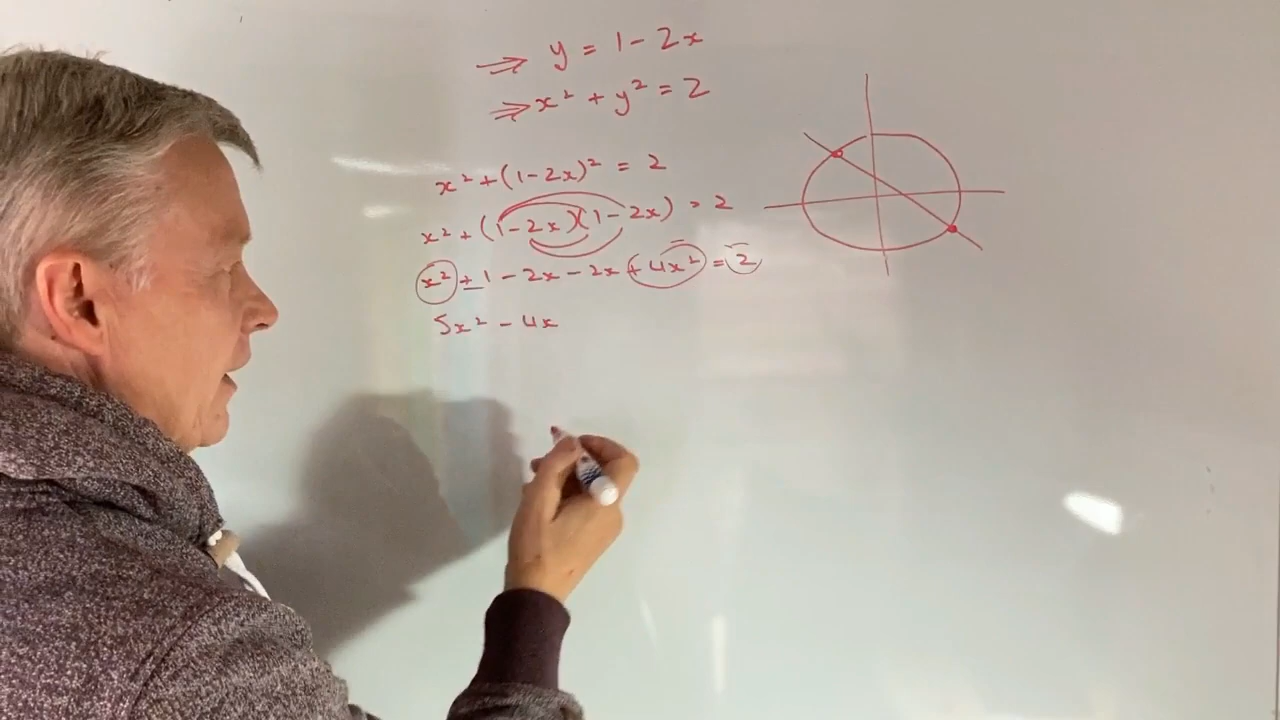 ⇒ y = 1 - 2x
⇒ x² + y² = 2
x² + (1 - 2x)² = 2
x² + (1 - 2x)(1 - 2x) = 2
x² + 1 - 2x - 2x + 4x² = 2
5x² - 4x